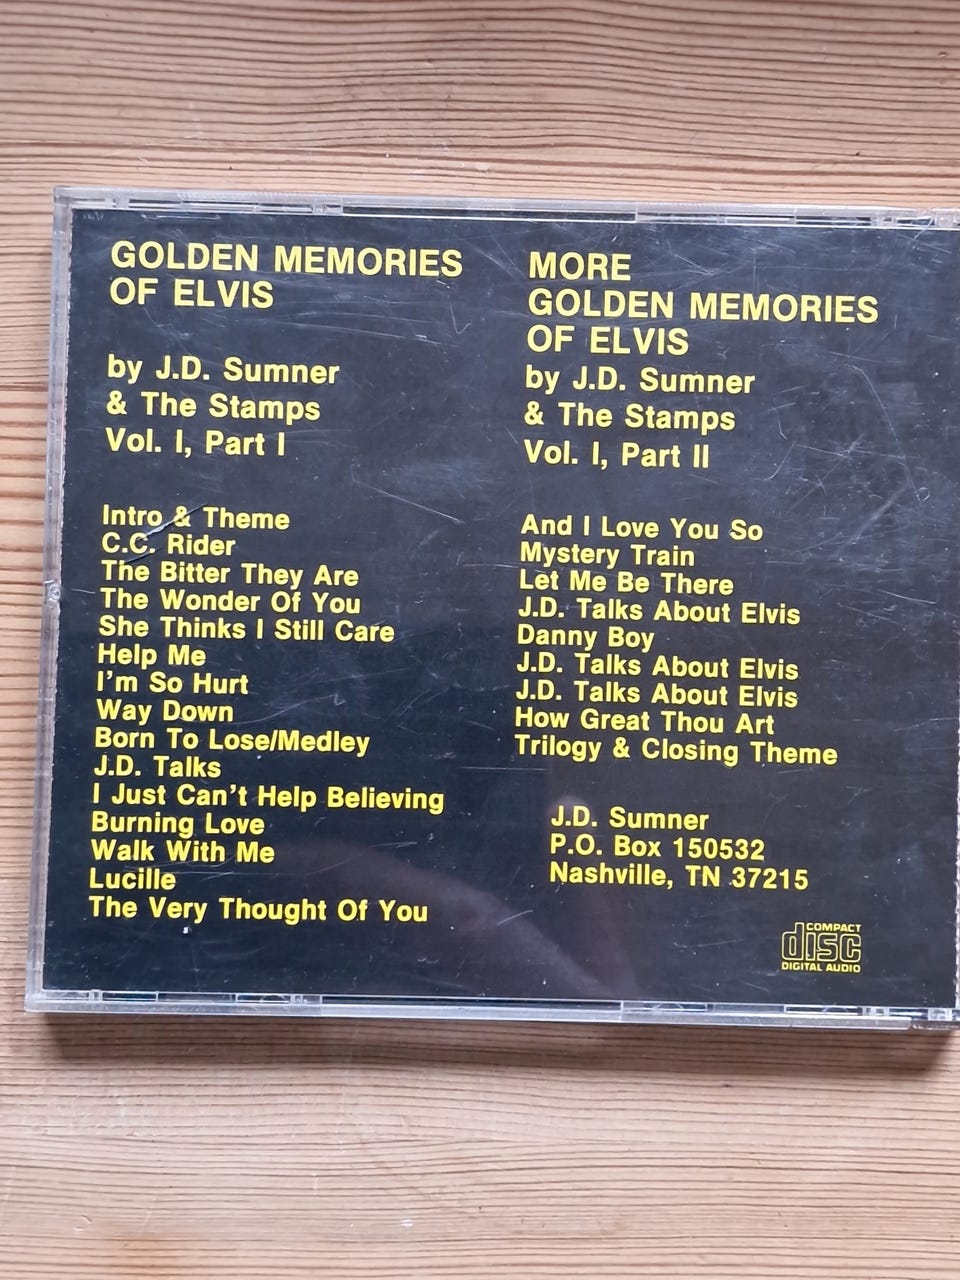 GOLDEN MEMORIES
OF ELVIS
by J.D. Sumner
& The Stamps
Vol. I, Part I
Intro & Theme
C.C. Rider
The Bitter They Are
The Wonder Of You
She Thinks I Still Care
Help Me
I'm So Hurt
Way Down
Born To Lose/Medley
J.D. Talks
I Just Can't Help Believing
Burning Love
Walk With Me
Lucille
The Very Thought Of You
MORE
GOLDEN MEMORIES
OF ELVIS
by J.D. Sumner
& The Stamps
Vol. I, Part II
And I Love You So
Mystery Train
Let Me Be There
J.D. Talks About Elvis
Danny Boy
J.D. Talks About Elvis
J.D. Talks About Elvis
How Great Thou Art
Trilogy & Closing Theme
J.D. Sumner
P.O. Box 150532
Nashville, TN 37215
COMPACT
disc
DIGITAL AUDIO